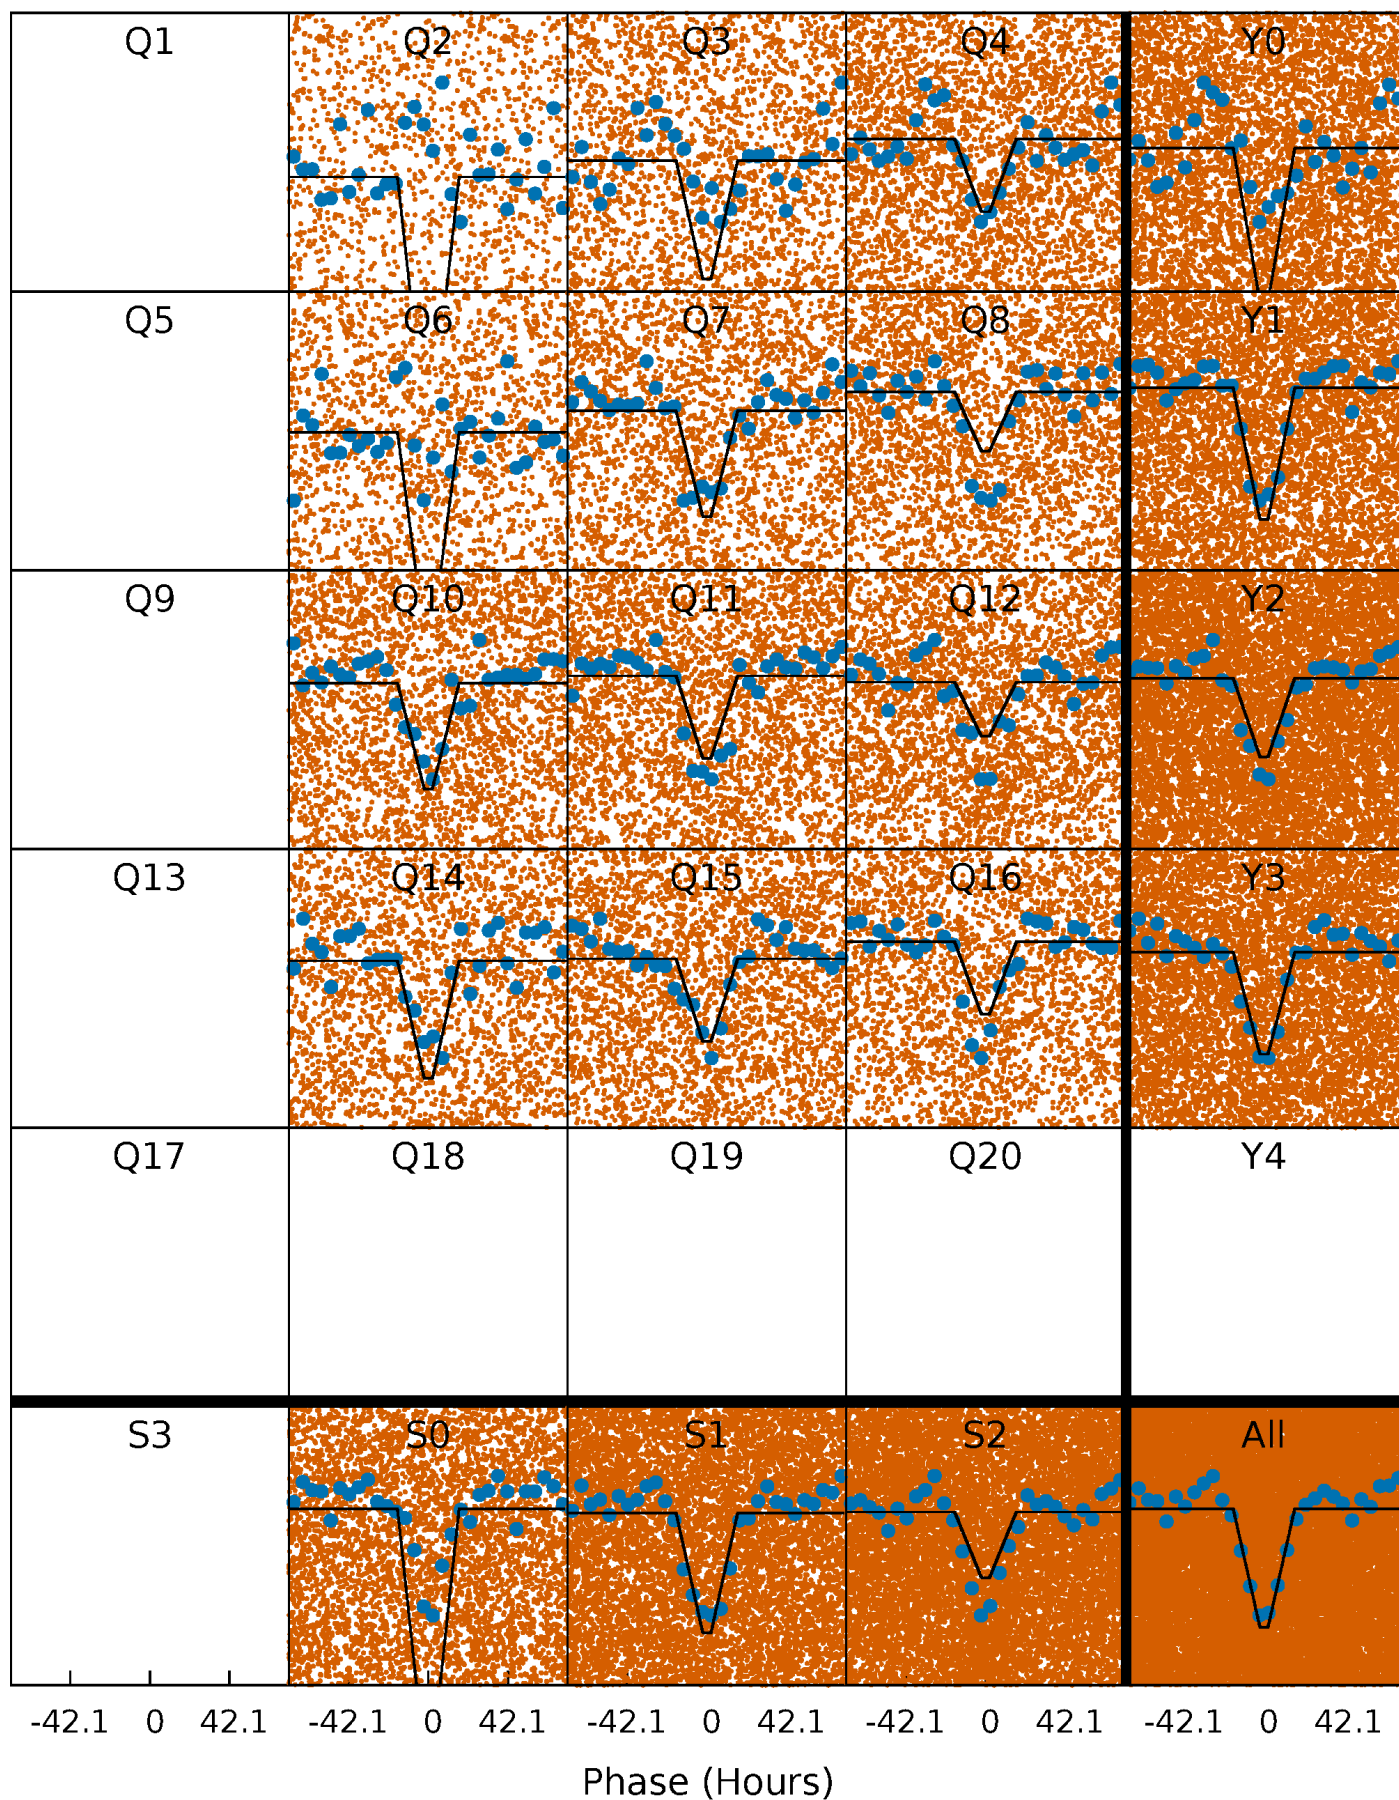 Q1 Q2 Q3 Q4 Y0
Q5 Q6 Q7 Q8 Y1
Q9 Q10 Q11 Q12 Y2
Q13 Q14 Q15 Q16 Y3
Q17 Q18 Q19 Q20 Y4
S3 S0 S1 S2 All
-42.1 0 42.1 -42.1 0 42.1 -42.1 0 42.1 -42.1 0 42.1 -42.1 0 42.1
Phase (Hours)